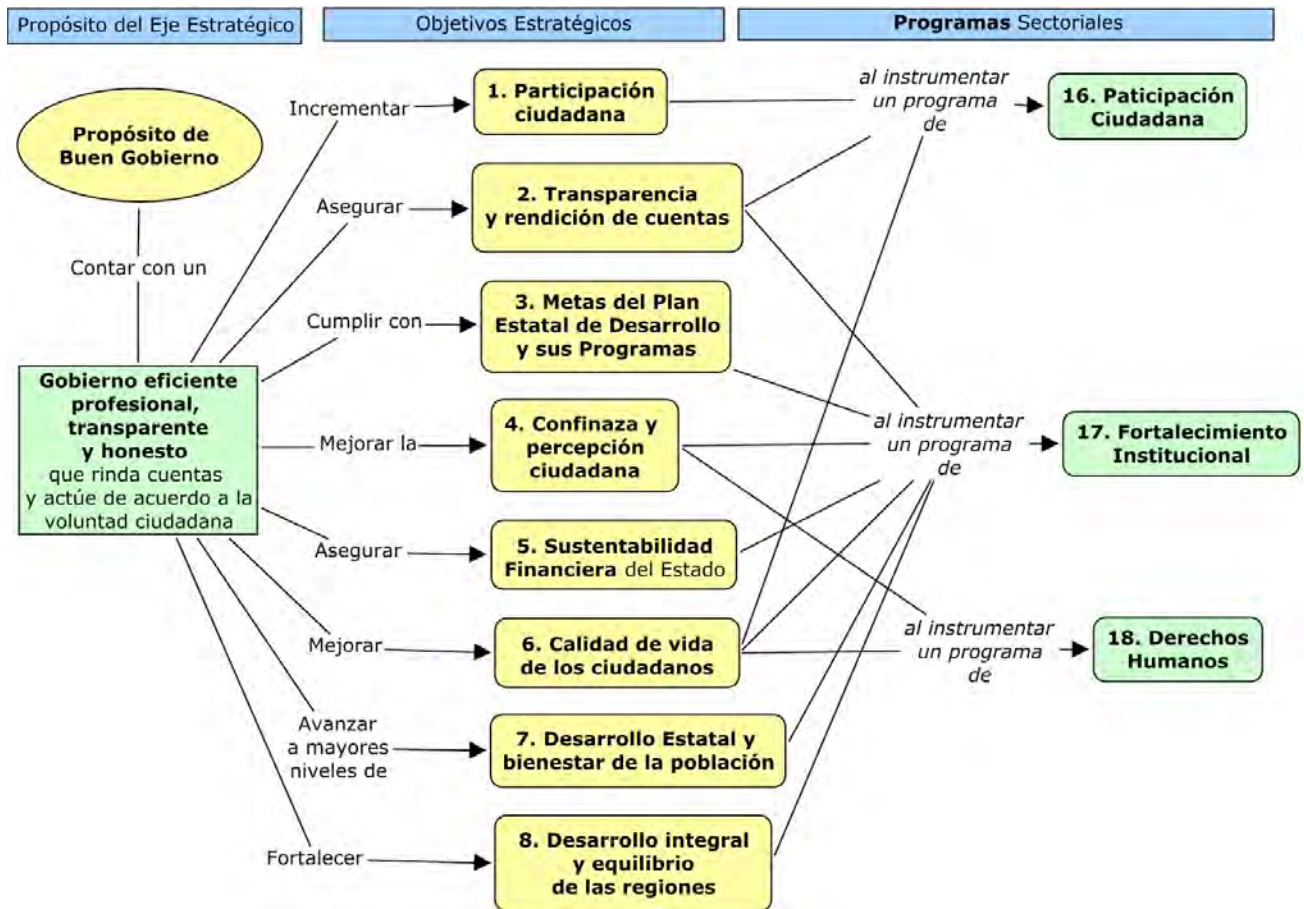 Propósito del Eje Estratégico
Objetivos Estratégicos
Programas Sectoriales
Propósito de
Buen Gobierno
Contar con un
Gobierno eficiente
profesional,
transparente
y honesto
que rinda cuentas
y actúe de acuerdo a la
voluntad ciudadana
Incrementar
1. Participación
ciudadana
Asegurar
2. Transparencia
y rendición de cuentas
Cumplir con
3. Metas del Plan
Estatal de Desarrollo
y sus Programas
Mejorar la
4. Confinaza y
percepción
ciudadana
Asegurar
5. Sustentabilidad
Financiera del Estado
Mejorar
6. Calidad de vida
de los ciudadanos
Avanzar
a mayores
niveles de
7. Desarrollo Estatal y
bienestar de la población
Fortalecer
8. Desarrollo integral
y equilibrio
de las regiones
al instrumentar
un programa
de
16. Paticipación
Ciudadana
al instrumentar
un programa
de
17. Fortalecimiento
Institucional
al instrumentar
un programa
de
18. Derechos
Humanos